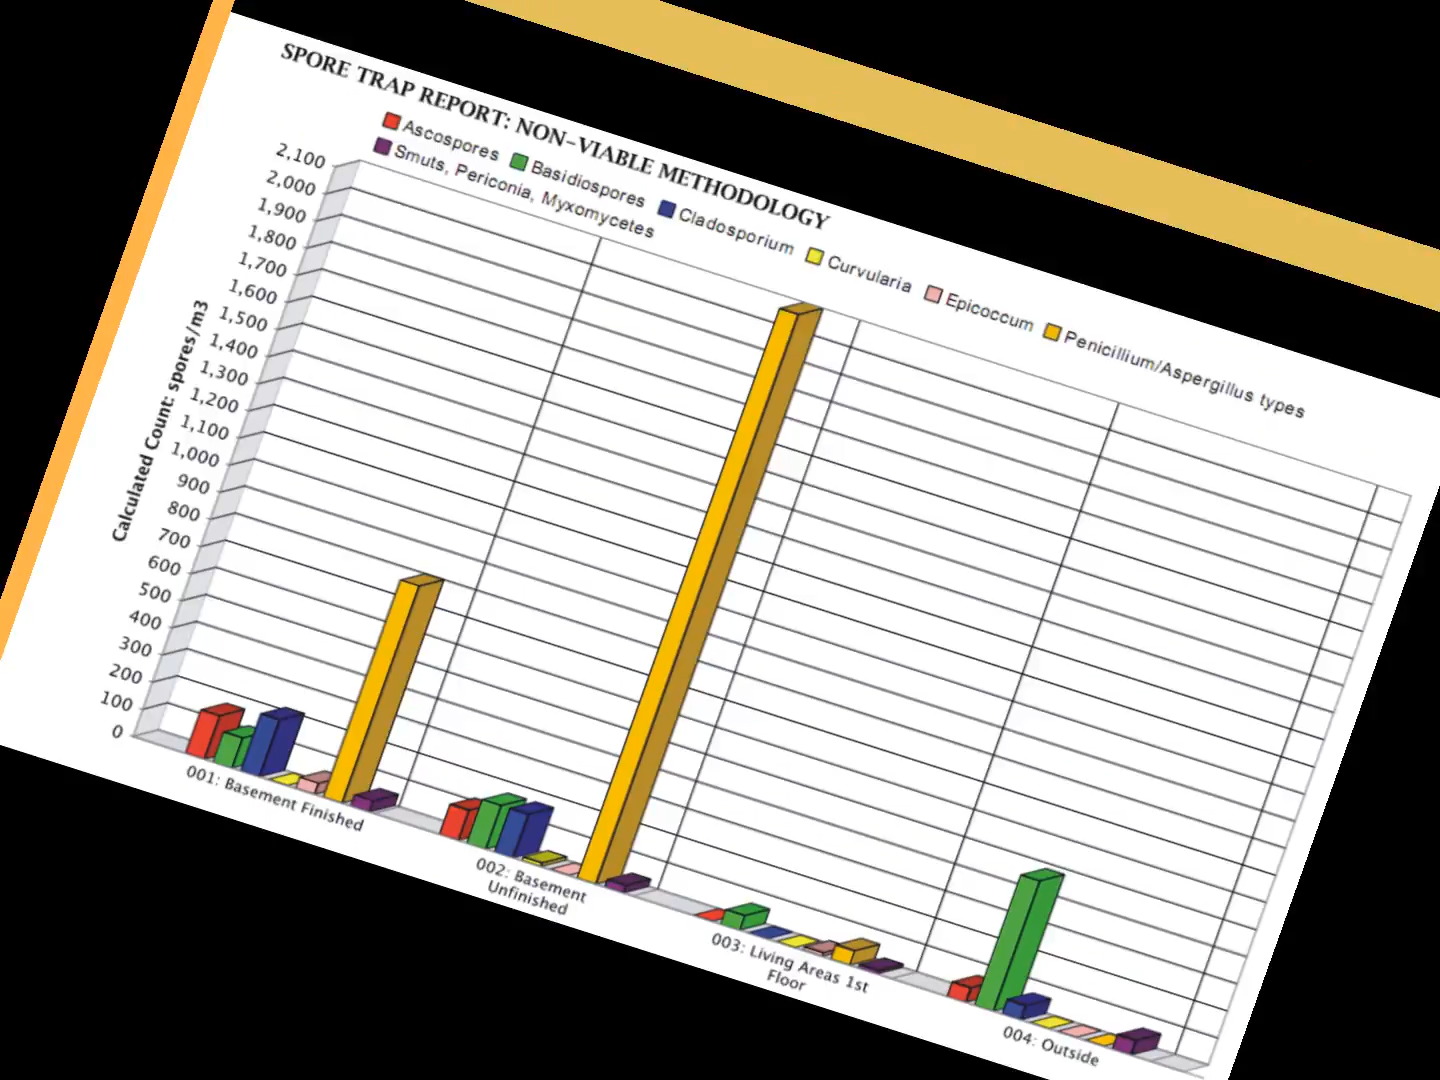 SPORE TRAP REPORT: NON-VIABLE METHODOLOGY
Ascospores Basidiospores Cladosporium Curvularia Epicoccum Penicillium/Aspergillus types
Smuts, Periconia, Myxomycetes
Calculated Count: spores/m3
2,100
2,000
1,900
1,800
1,700
1,600
1,500
1,400
1,300
1,200
1,100
1,000
900
800
700
600
500
400
300
200
100
0
001: Basement Finished
002: Basement
Unfinished
003: Living Areas 1st
Floor
004: Outside